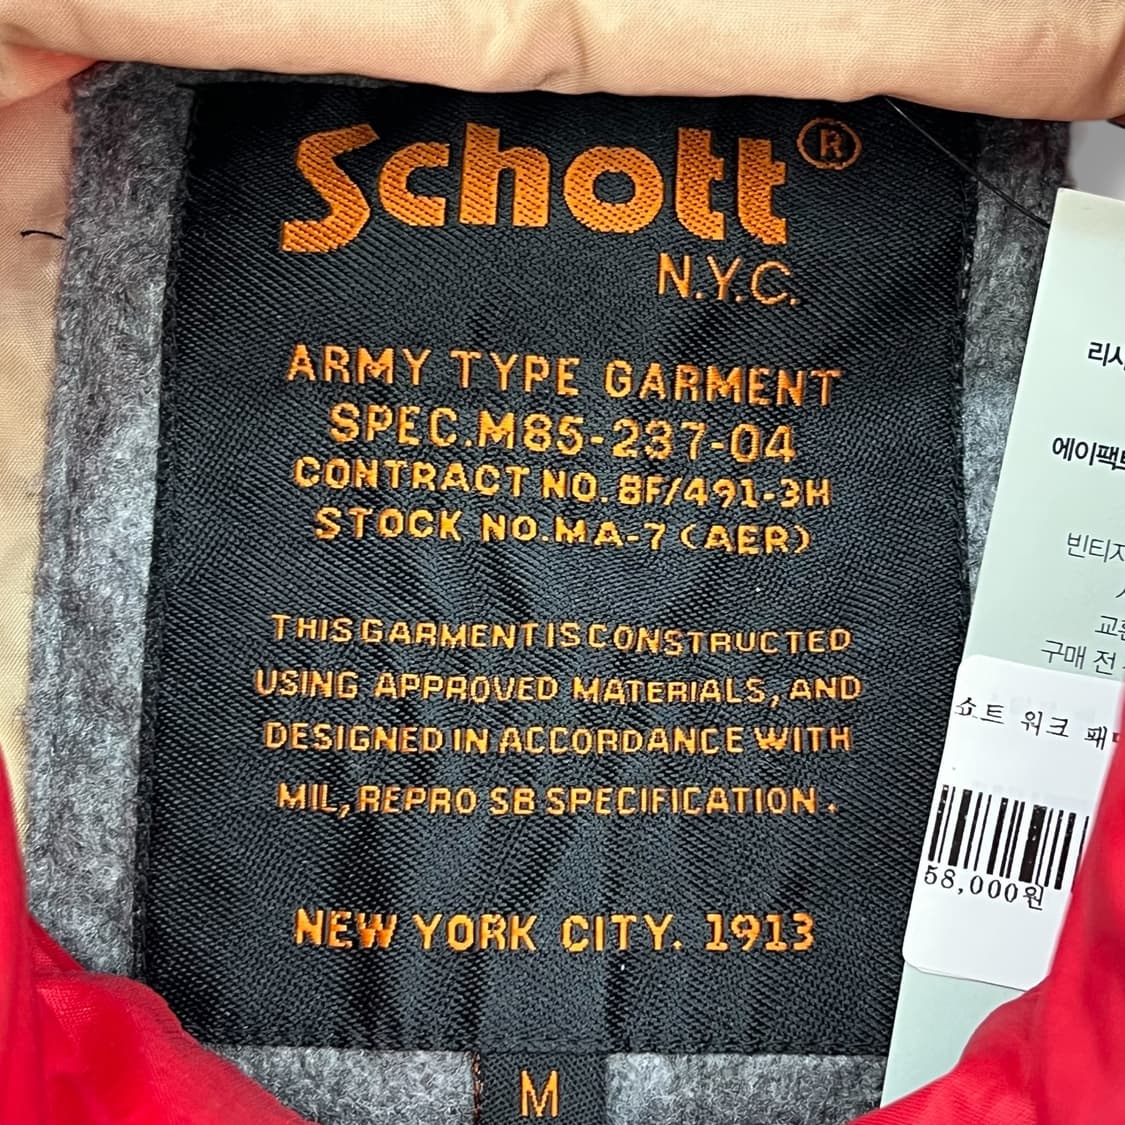 Schott®
N.Y.C.
ARMY TYPE GARMENT
SPEC.M85-237-04
CONTRACT NO. 8F/491-3H
STOCK NO.MA-7 (AER)
THIS GARMENT IS CONSTRUCTED
USING APPROVED MATERIALS, AND
DESIGNED IN ACCORDANCE WITH
MIL, REPRO SB SPECIFICATION.
NEW YORK CITY. 1913
M
구매 전
쇼트 워크
58,000원